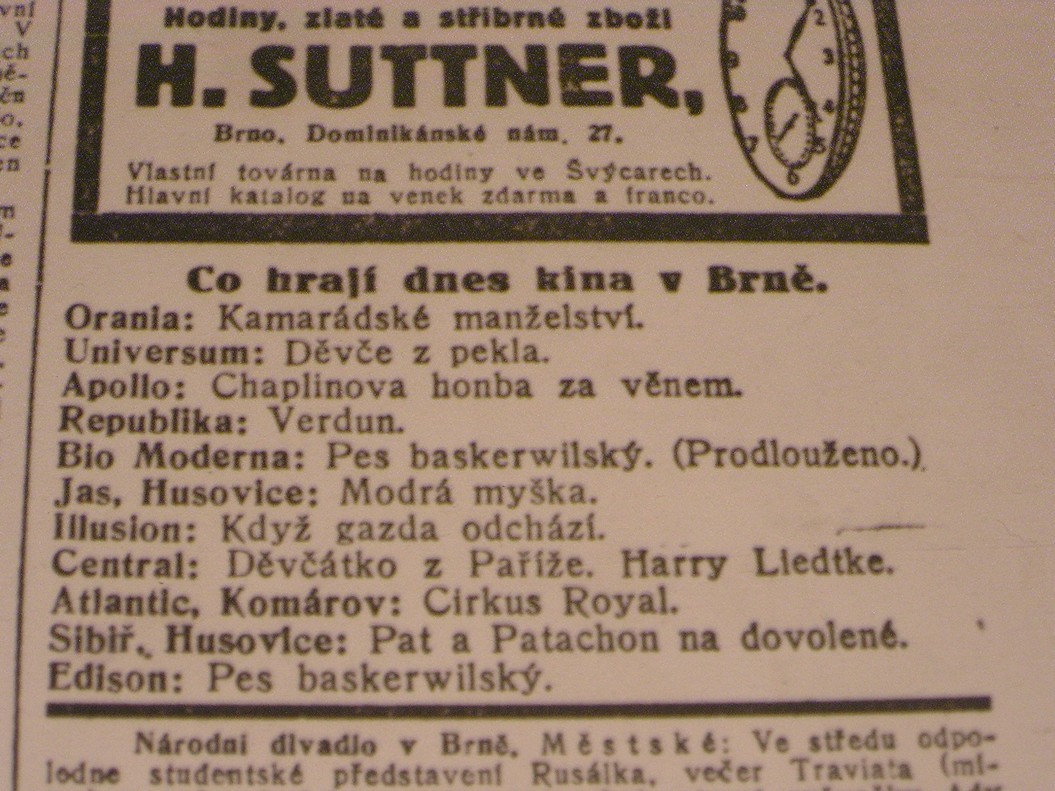 Hodiny, zlaté a stříbrné zboží
H. SUTTNER,
Brno, Dominikánské nám. 27.
Vlastní továrna na hodiny ve Švýcarech.
Hlavní katalog na venek zdarma a franco.
Co hrají dnes kina v Brně.
Orania: Kamarádské manželství.
Universum: Děvče z pekla.
Apollo: Chaplinova honba za věnem.
Republika: Verdun.
Bio Moderna: Pes baskerwilský. (Prodlouženo.)
Jas, Husovice: Modrá myška.
Illusion: Když gazda odchází.
Central: Děvčátko z Paříže. Harry Liedtke.
Atlantic, Komárov: Cirkus Royal.
Sibiř, Husovice: Pat a Patachon na dovolené.
Edison: Pes baskerwilský.
Národní divadlo v Brně. Městské: Ve středu odpo-
ledne studentské představení Rusálka, večer Traviata (mí-